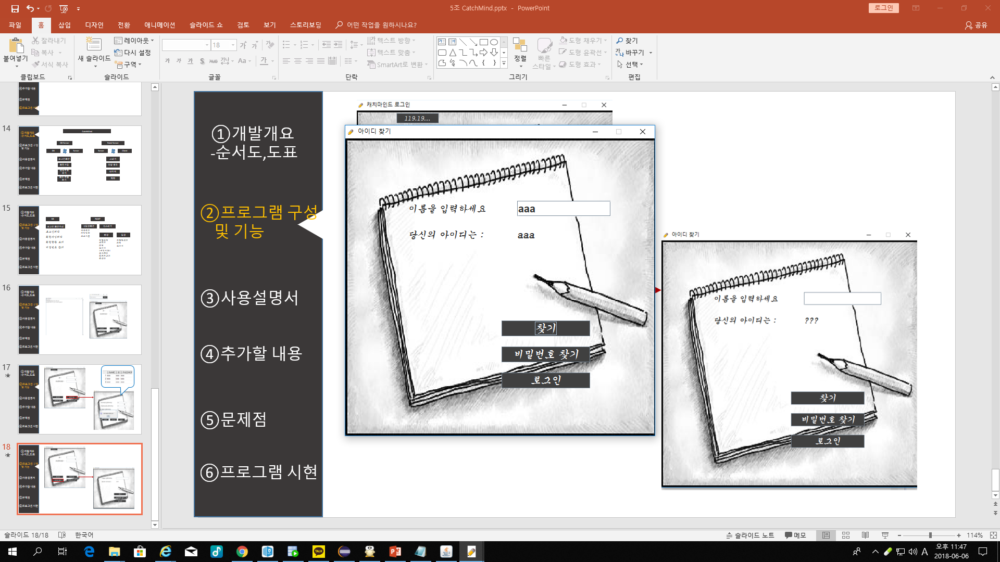 5조 CatchMind.pptx - PowerPoint
로그인
파일 홈 삽입 디자인 전환 애니메이션 슬라이드 쇼 검토 보기 스토리보딩 어떤 작업을 원하시나요? 공유
붙여넣기
잘라내기
복사
서식 복사
클립보드
새 슬라이드
레이아웃
다시 설정
구역
슬라이드
18
가 가 가 S abc 간나 Aa 가
글꼴
텍스트 방향
텍스트 맞춤
SmartArt로 변환
단락
정렬
빠른 스타일
도형 채우기
도형 윤곽선
도형 효과
그리기
찾기
바꾸기
선택
편집
14
15
16
17
18
①개발개요
-순서도,도표
②프로그램 구성
및 기능
③사용설명서
④추가할 내용
⑤문제점
⑥프로그램 시현
캐치마인드 로그인
119.19...
아이디 찾기
이름을 입력하세요 aaa
당신의 아이디는 : aaa
찾기
비밀번호 찾기
로그인
아이디 찾기
이름을 입력하세요
당신의 아이디는 : ???
찾기
비밀번호 찾기
로그인
슬라이드 18/18 한국어
슬라이드 노트 메모 114%
TALK
A
오후 11:47
2018-06-06